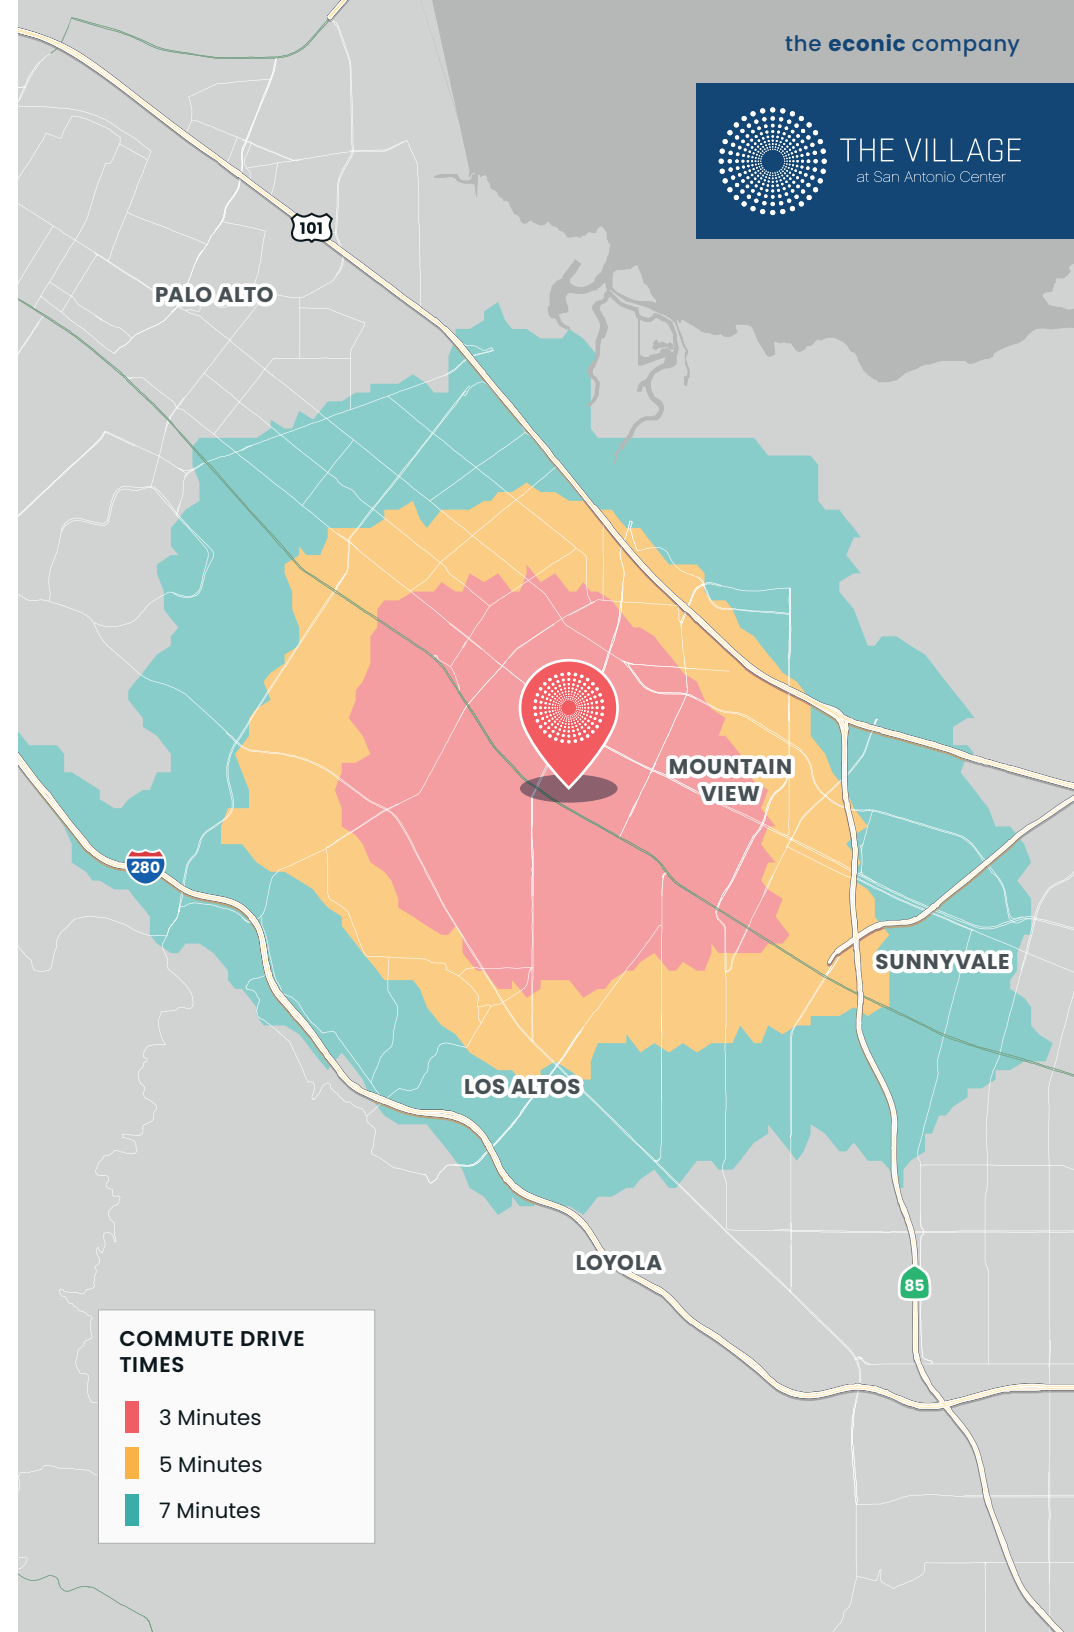 the econic company
THE VILLAGE
at San Antonio Center
101
PALO ALTO
MOUNTAIN
VIEW
280
SUNNYVALE
LOS ALTOS
LOYOLA
85
COMMUTE DRIVE
TIMES
3 Minutes
5 Minutes
7 Minutes